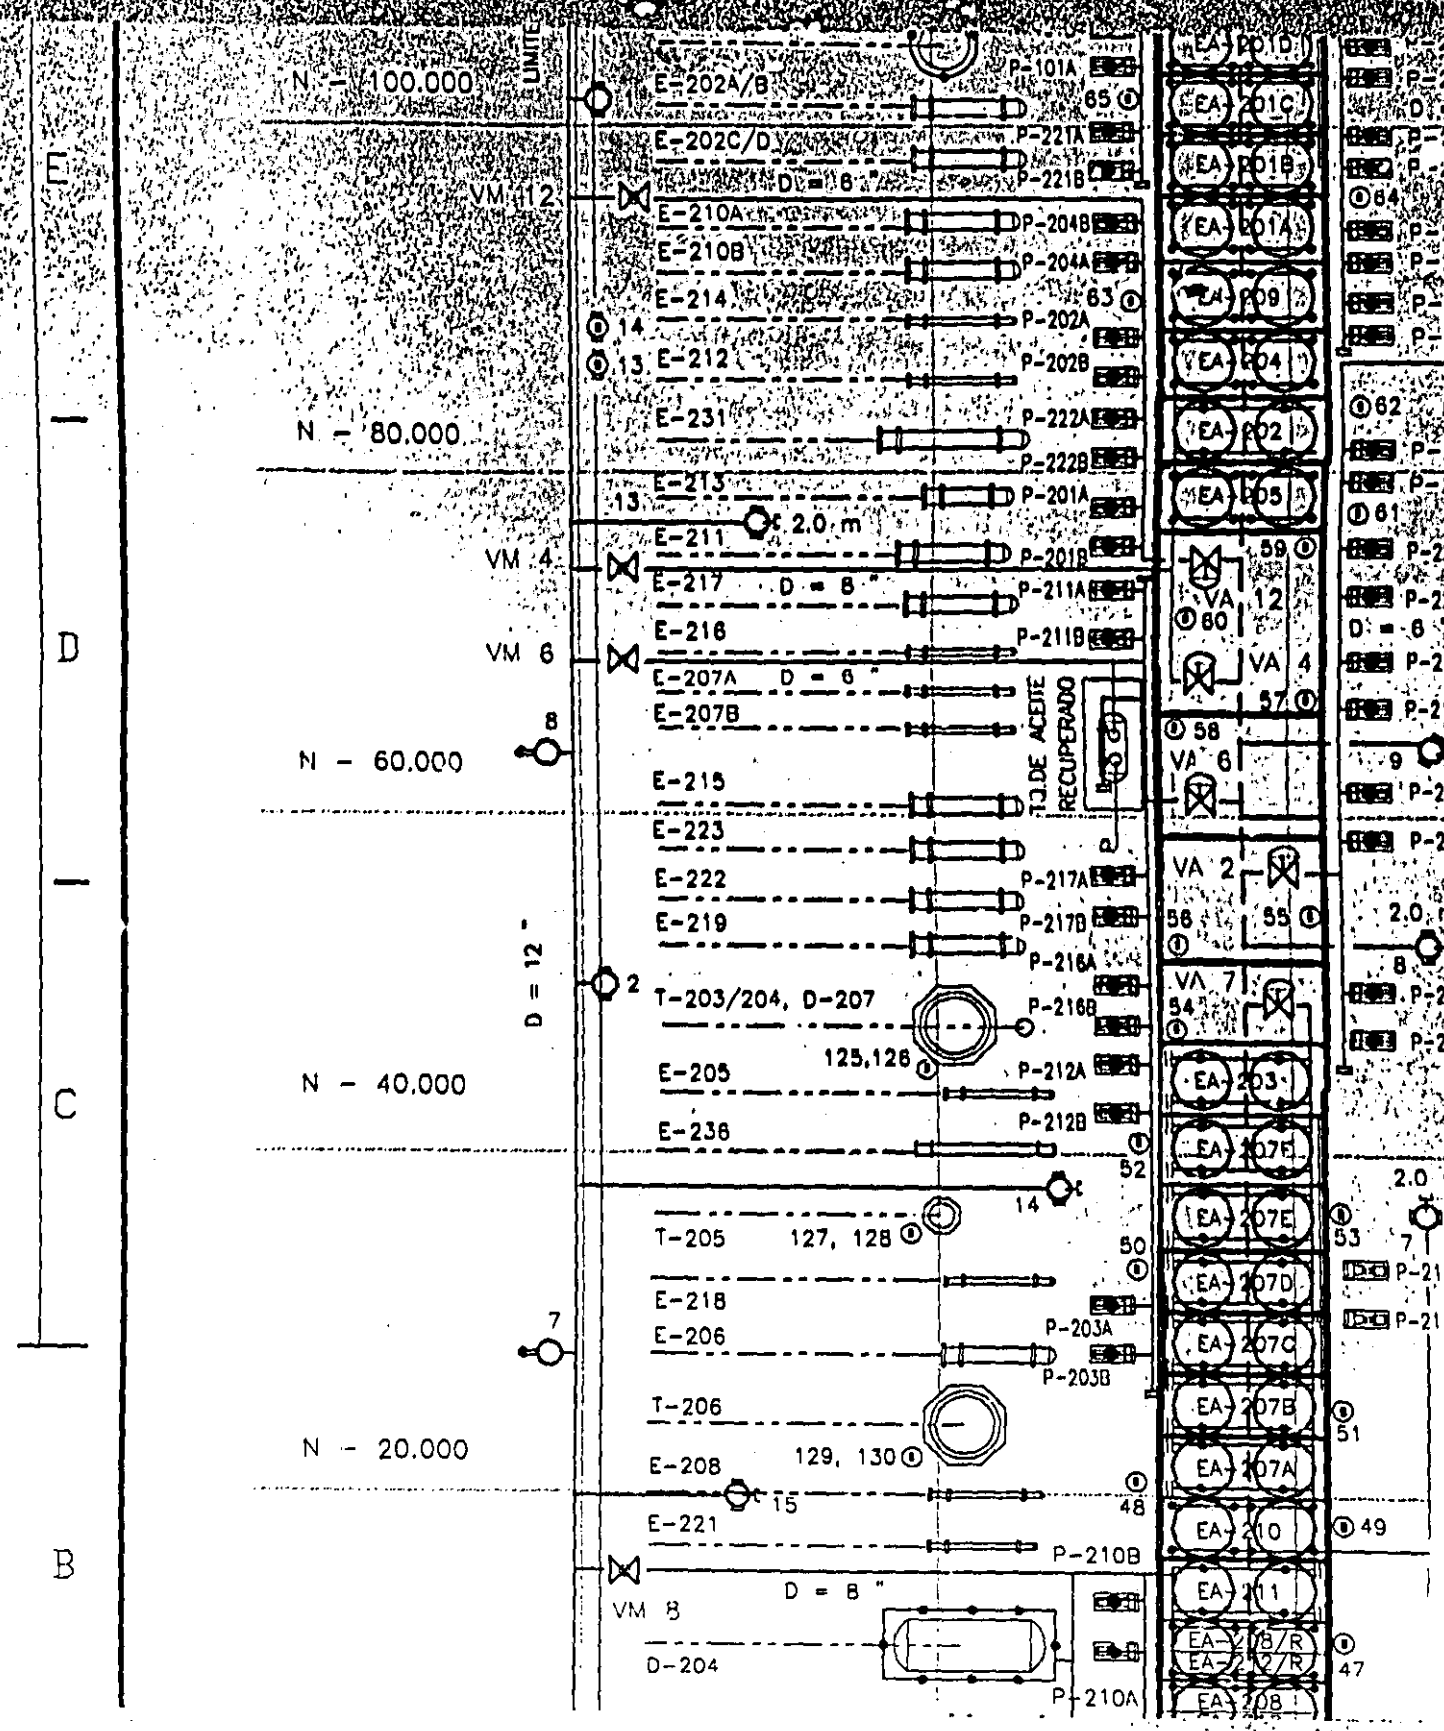 LIMITE
N - 100.000
1
E-202A/B
P-101A
65
EA-201D
EA-201C
E
E-202C/D
P-221A
P-221B
EA-201B
VM 12
D = 6 "
64
E-210A
P-204B
EA-201A
E-210B
P-204A
E-214
63
EA-209
14
P-202A
13
E-212
P-202B
EA-204
62
N - 80.000
E-231
P-222A
EA-202
P-222B
E-213
P-201A
EA-205
13
2.0 m
61
E-211
P-201B
59
VM 4
E-217
D = 8 "
P-211A
VA 12
60
D = 6
D
E-216
P-211B
VM 6
VA 4
E-207A
D = 6 "
57
E-207B
T.Q.DE ACEITE
RECUPERADO
8
58
N - 60.000
VA 6
9
E-215
E-223
VA 2
E-222
P-217A
E-219
P-217B
56
55
2.0
D = 12 "
P-216A
8
2
T-203/204, D-207
VA 7
P-216B
54
125,126
E-205
P-212A
EA-203
N - 40.000
C
P-212B
E-236
EA-207F
52
2.0
14
T-205
127, 128
EA-207E
53
7
50
EA-207D
E-218
P-203A
7
E-206
EA-207C
P-203B
T-206
EA-207B
51
N - 20.000
129, 130
E-208
EA-207A
15
48
E-221
EA-210
49
P-210B
B
VM 8
D = 8 "
EA-211
EA-208/R
EA-212/R
47
D-204
P-210A
EA-208